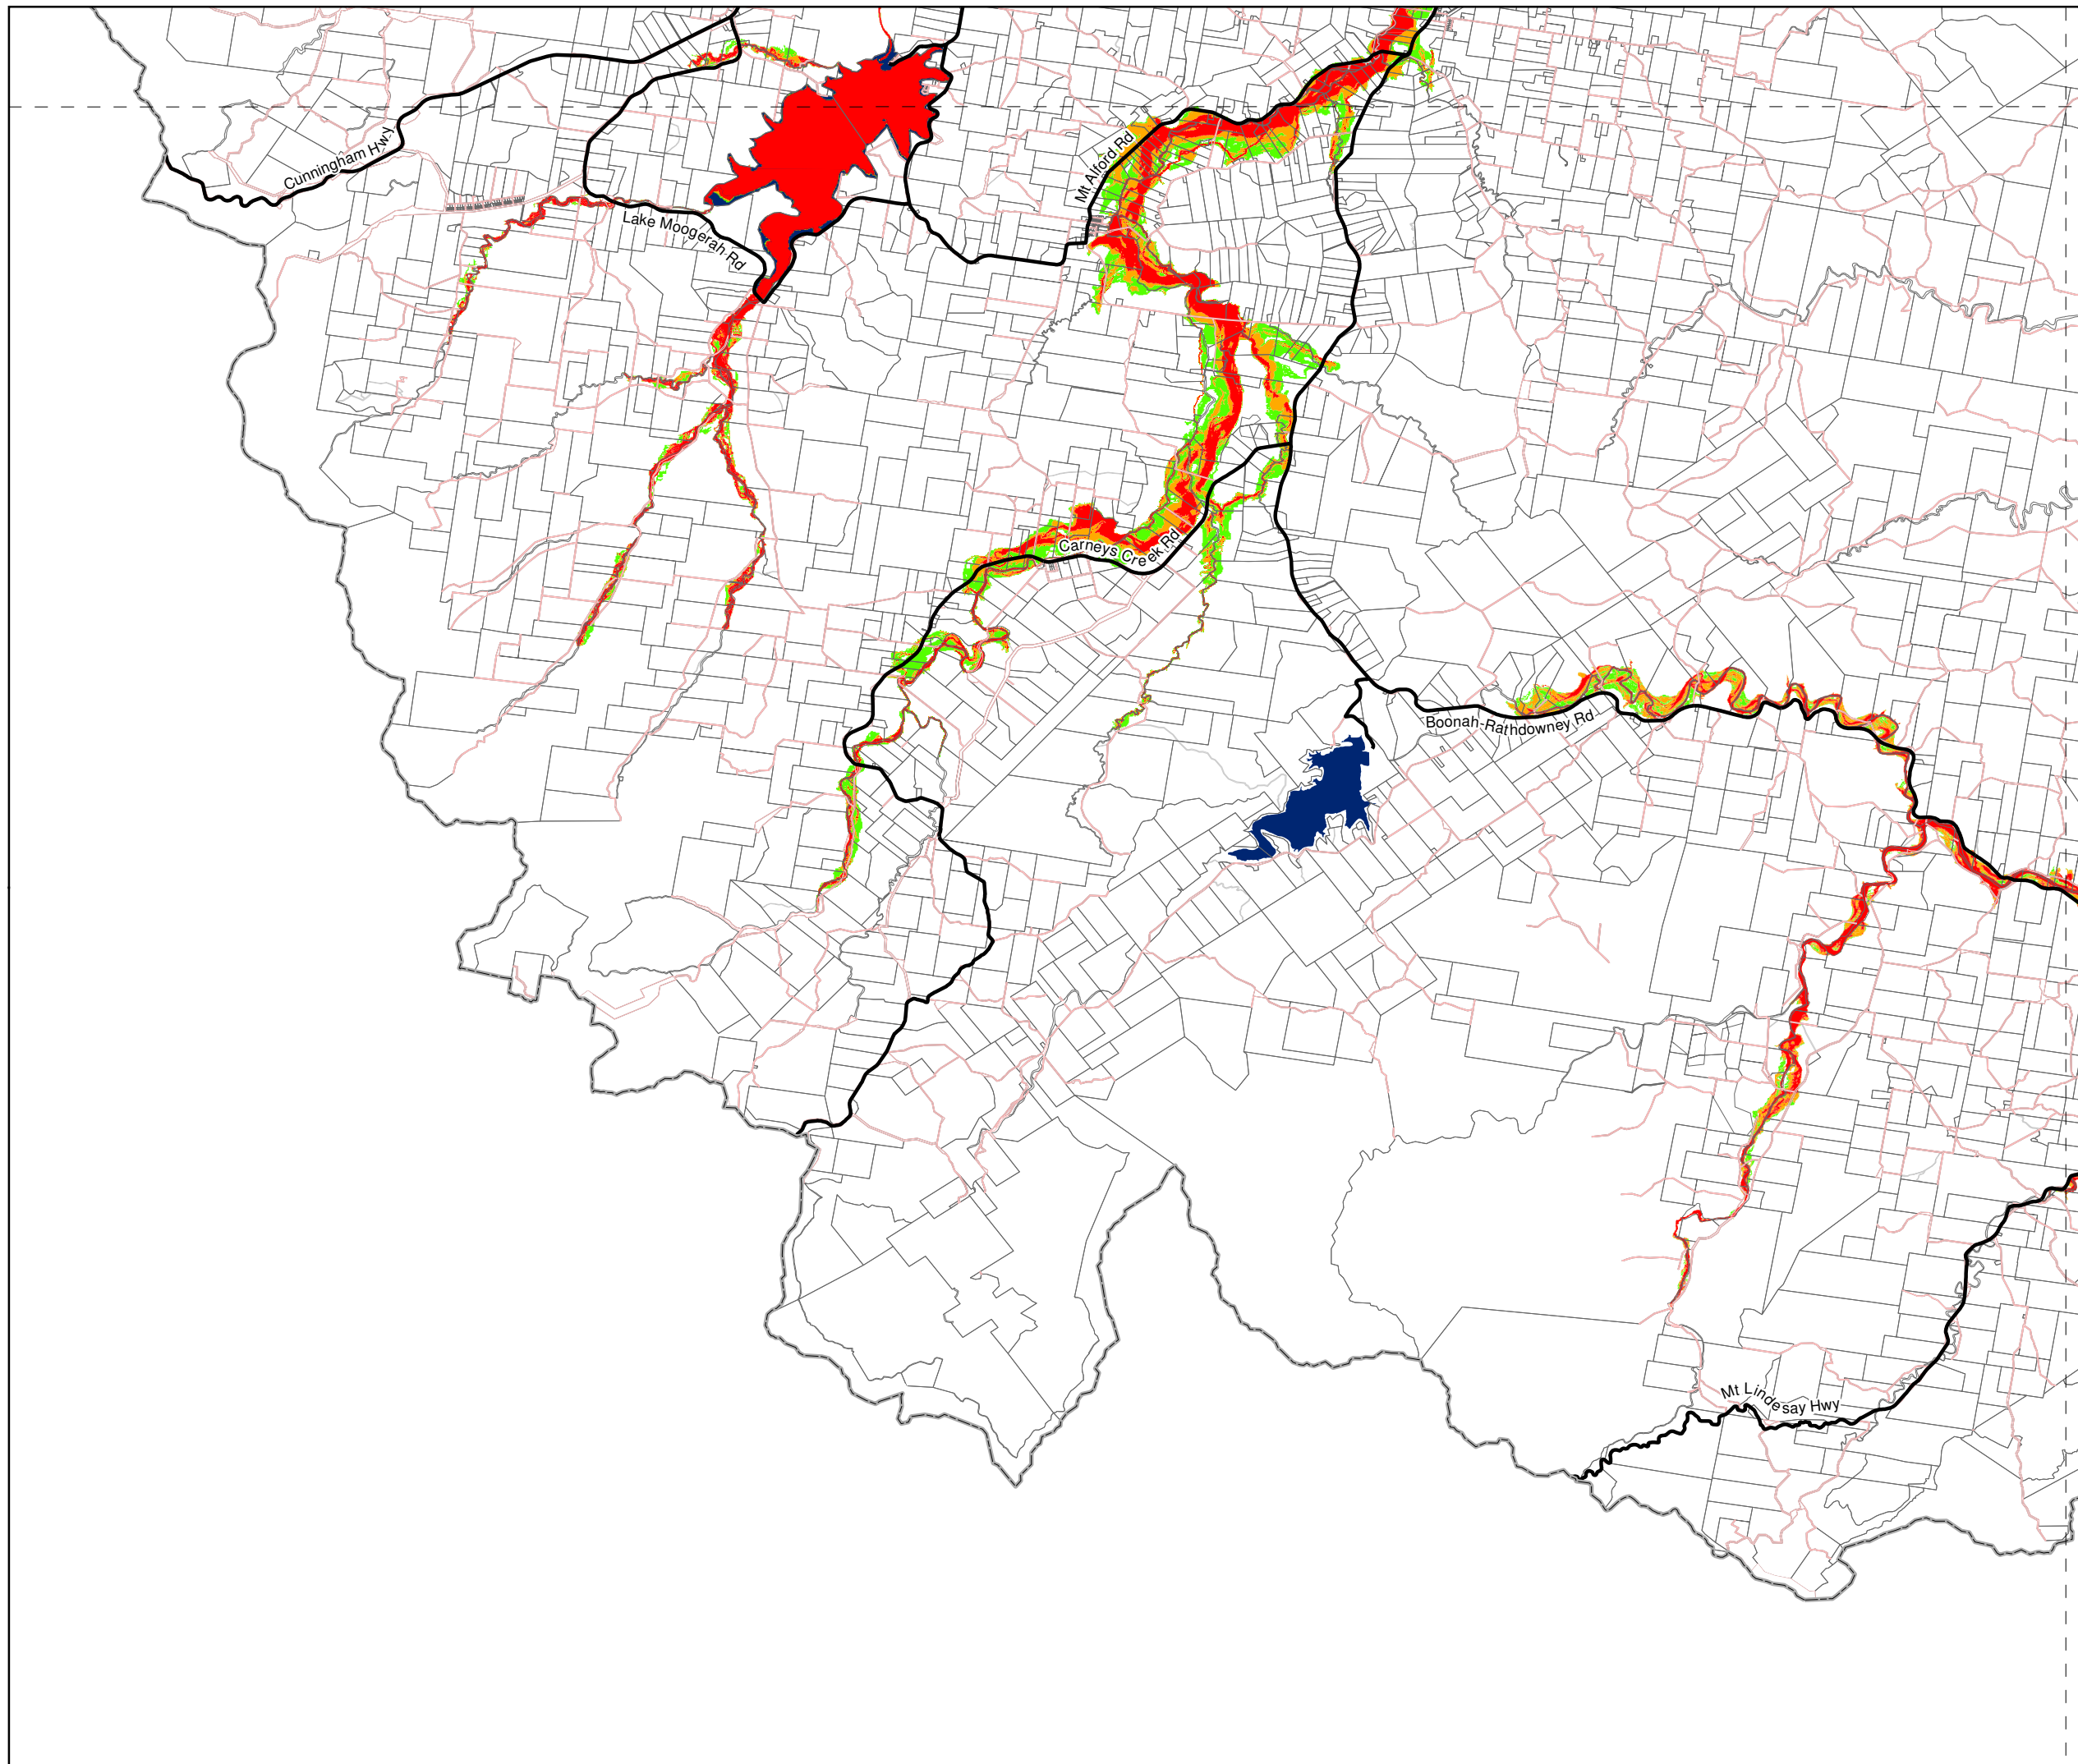 Cunningham Hwy
Mt Alford Rd
Lake Moogerah Rd
Carneys Creek Rd
Boonah-Rathdowney Rd
Mt Lindesay Hwy